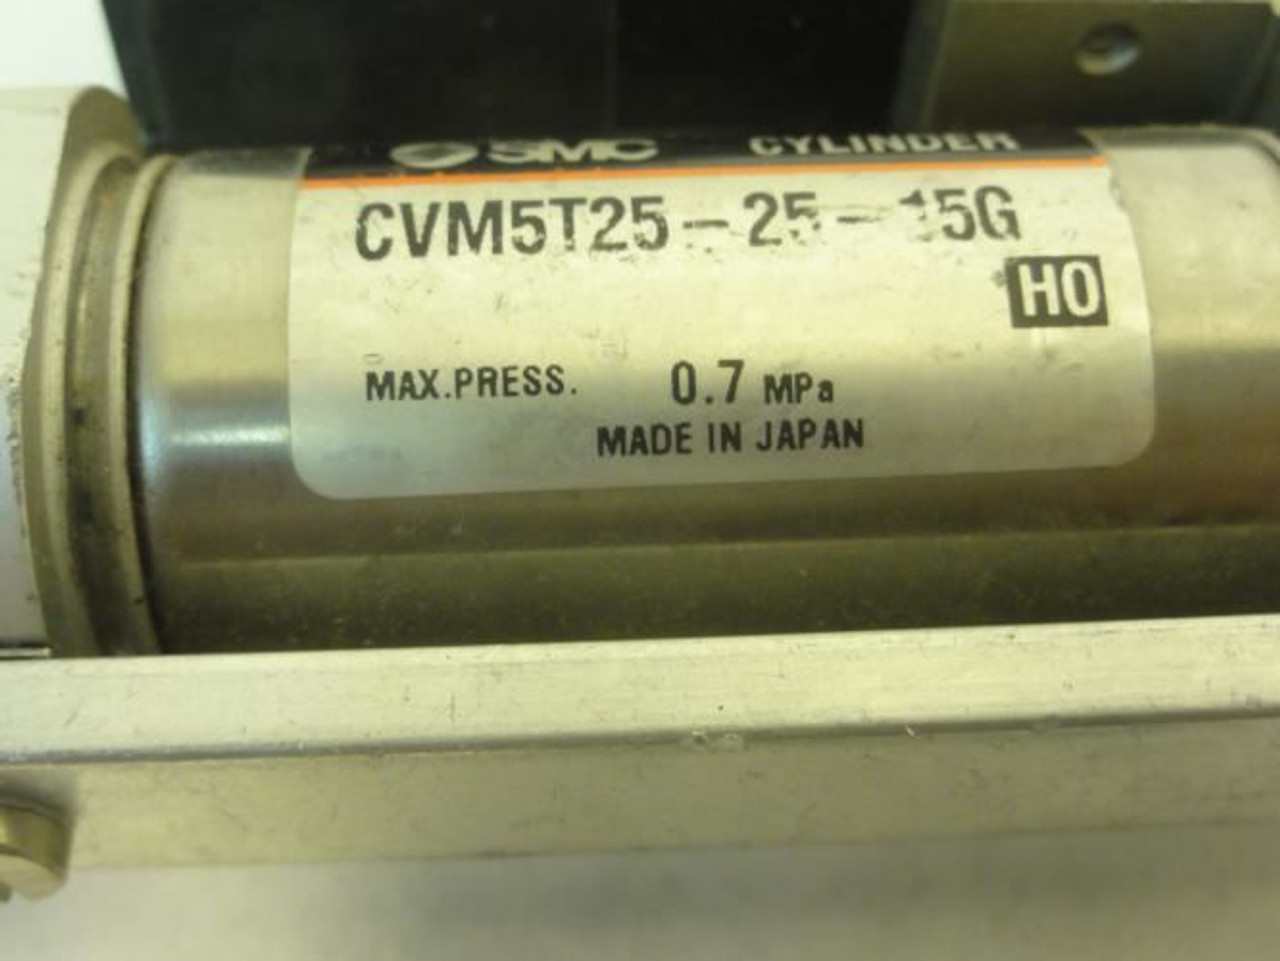 SMC CYLINDER
CVM5T25-25-15G
HO
MAX.PRESS. 0.7 MPa
MADE IN JAPAN